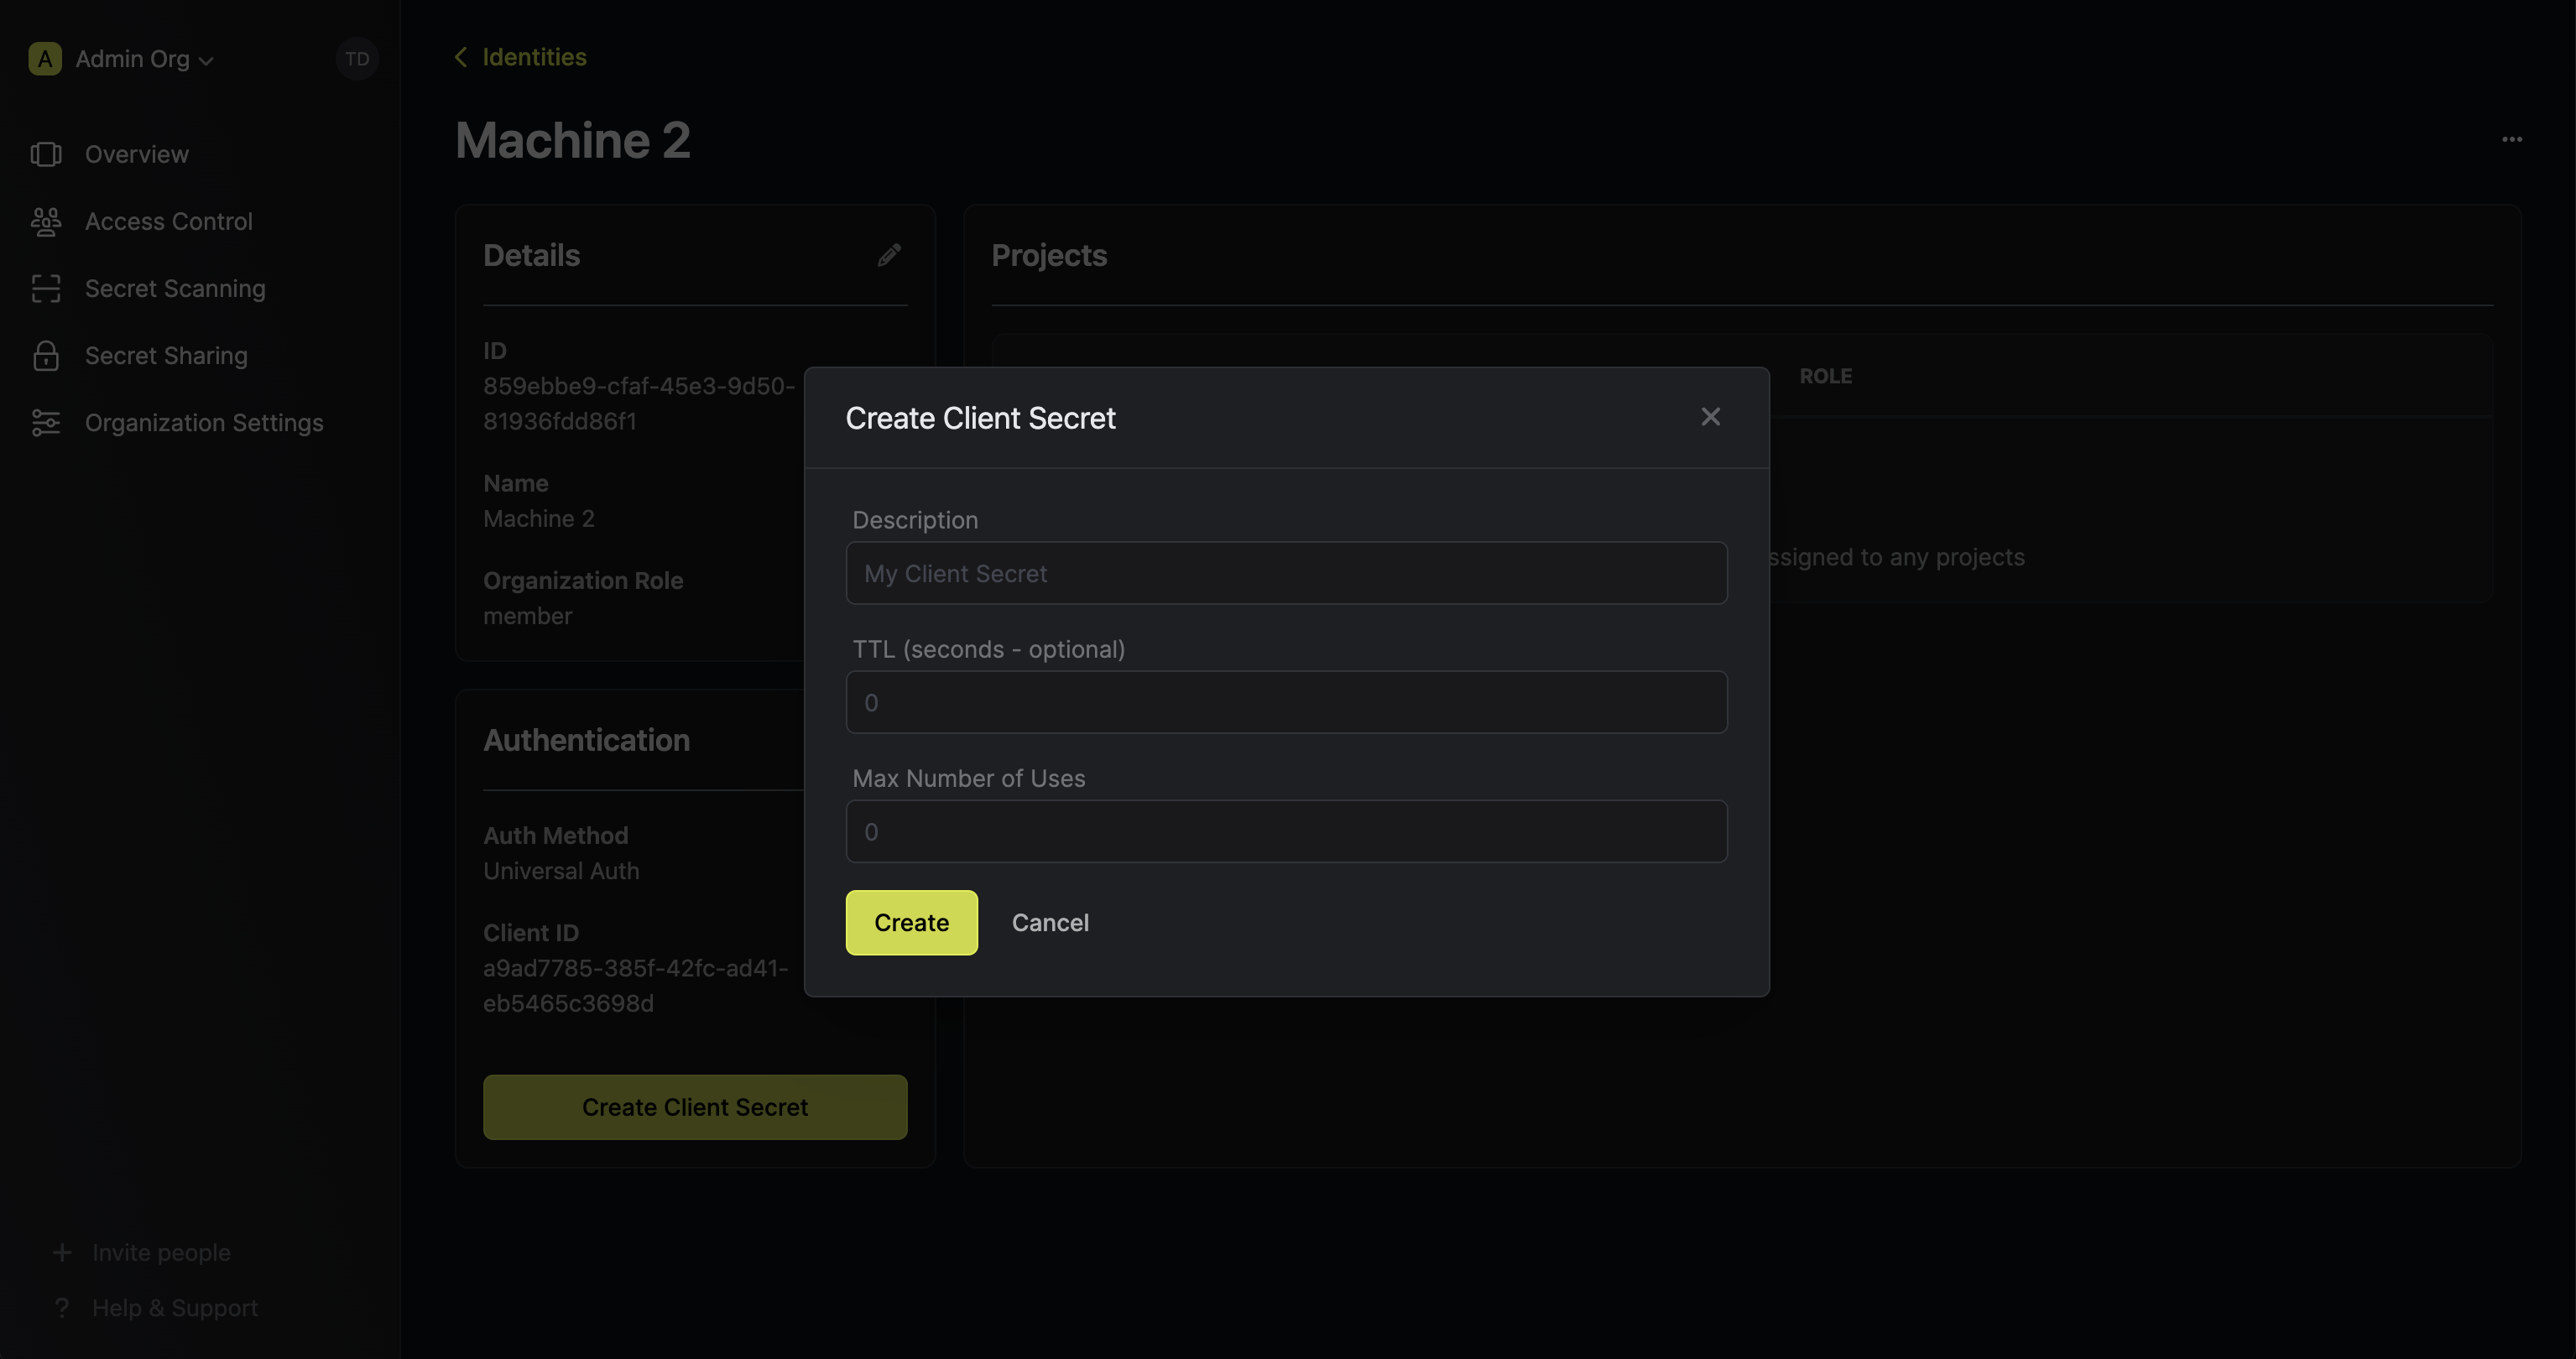 A
Admin Org
TD
Overview
Access Control
Secret Scanning
Secret Sharing
Organization Settings
Invite people
? Help & Support
Identities
Machine 2
Details
ID
859ebbe9-cfaf-45e3-9d50-
81936fdd86f1
Name
Machine 2
Organization Role
member
Authentication
Auth Method
Universal Auth
Client ID
a9ad7785-385f-42fc-ad41-
eb5465c3698d
Create Client Secret
Projects
ROLE
ssigned to any projects
Create Client Secret
Description
My Client Secret
TTL (seconds - optional)
0
Max Number of Uses
0
Create
Cancel